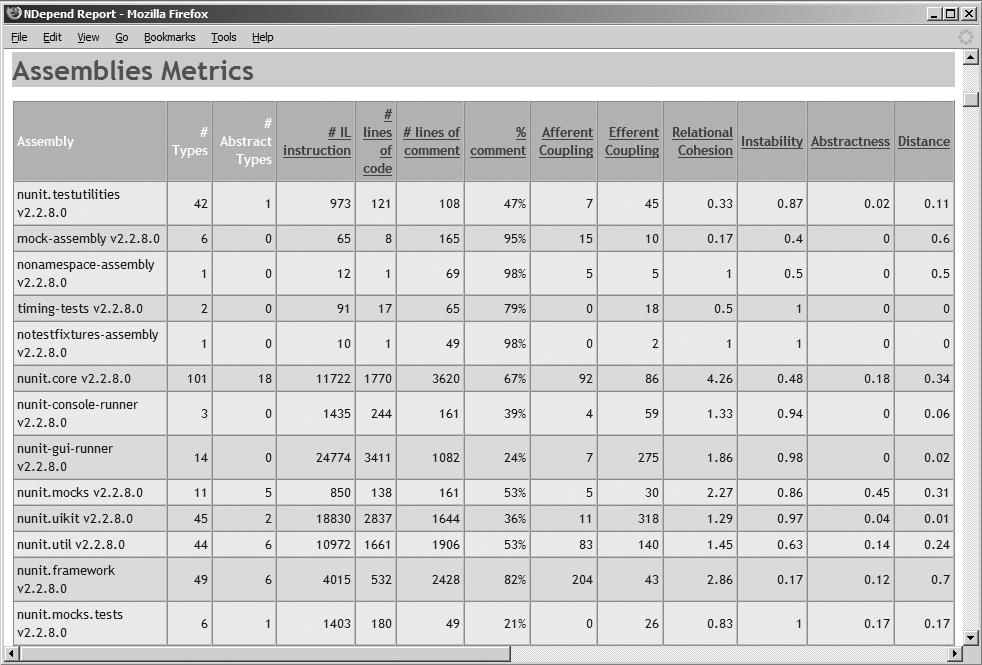 NDepend Report - Mozilla Firefox
File Edit View Go Bookmarks Tools Help
Assemblies Metrics
Assembly # Types # Abstract Types # IL instruction # lines of code # lines of comment % comment Afferent Coupling Efferent Coupling Relational Cohesion Instability Abstractness Distance
nunit.testutilities v2.2.8.0 42 1 973 121 108 47% 7 45 0.33 0.87 0.02 0.11
mock-assembly v2.2.8.0 6 0 65 8 165 95% 15 10 0.17 0.4 0 0.6
nonamespace-assembly v2.2.8.0 1 0 12 1 69 98% 5 5 1 0.5 0 0.5
timing-tests v2.2.8.0 2 0 91 17 65 79% 0 18 0.5 1 0 0
notestfixtures-assembly v2.2.8.0 1 0 10 1 49 98% 0 2 1 1 0 0
nunit.core v2.2.8.0 101 18 11722 1770 3620 67% 92 86 4.26 0.48 0.18 0.34
nunit-console-runner v2.2.8.0 3 0 1435 244 161 39% 4 59 1.33 0.94 0 0.06
nunit-gui-runner v2.2.8.0 14 0 24774 3411 1082 24% 7 275 1.86 0.98 0 0.02
nunit.mocks v2.2.8.0 11 5 850 138 161 53% 5 30 2.27 0.86 0.45 0.31
nunit.uikit v2.2.8.0 45 2 18830 2837 1644 36% 11 318 1.29 0.97 0.04 0.01
nunit.util v2.2.8.0 44 6 10972 1661 1906 53% 83 140 1.45 0.63 0.14 0.24
nunit.framework v2.2.8.0 49 6 4015 532 2428 82% 204 43 2.86 0.17 0.12 0.7
nunit.mocks.tests v2.2.8.0 6 1 1403 180 49 21% 0 26 0.83 1 0.17 0.17